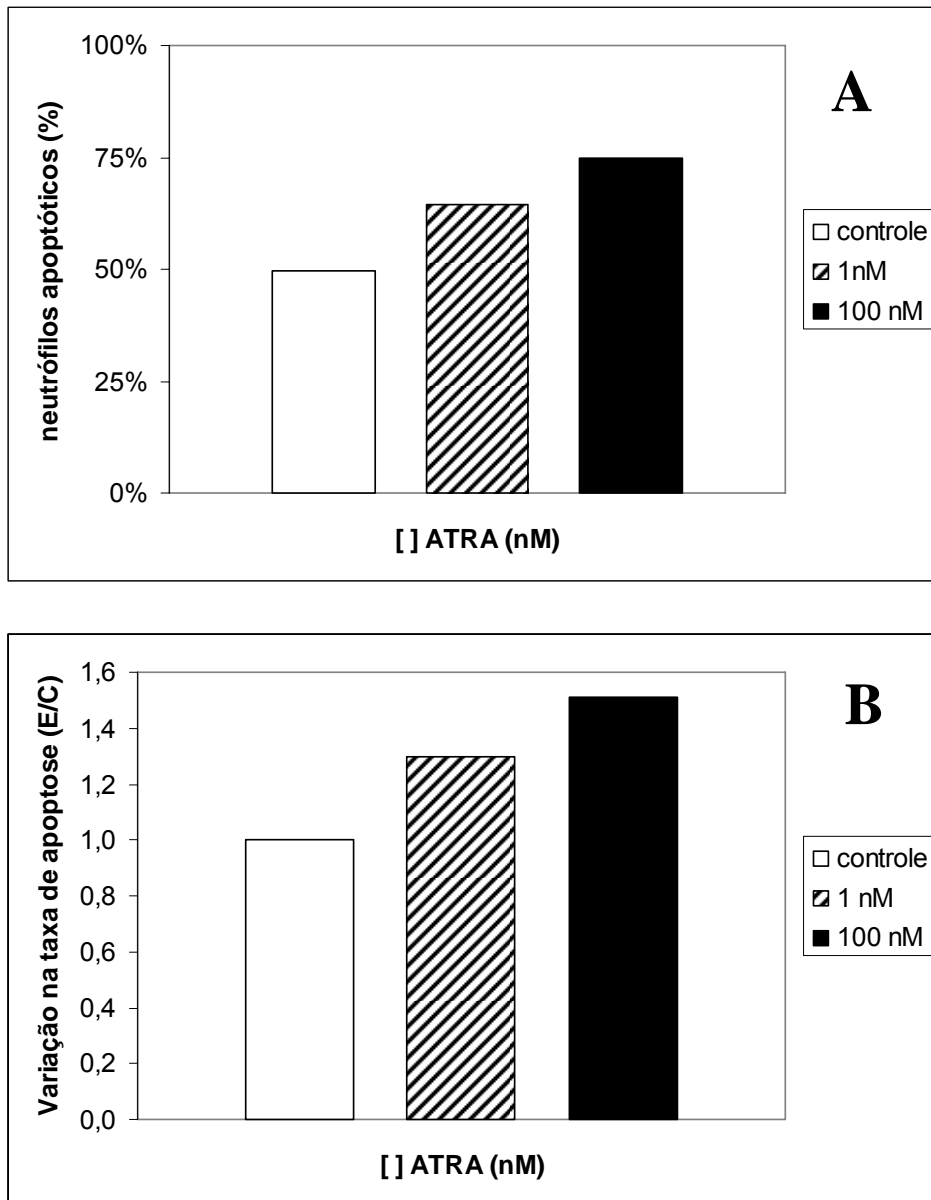 100%
75%
50%
25%
0%
neutrófilos apoptóticos (%)
[ ] ATRA (nM)
A
controle
1nM
100 nM
1,6
1,4
1,2
1,0
0,8
0,6
0,4
0,2
0,0
Variação na taxa de apoptose (E/C)
[ ] ATRA (nM)
B
controle
1 nM
100 nM